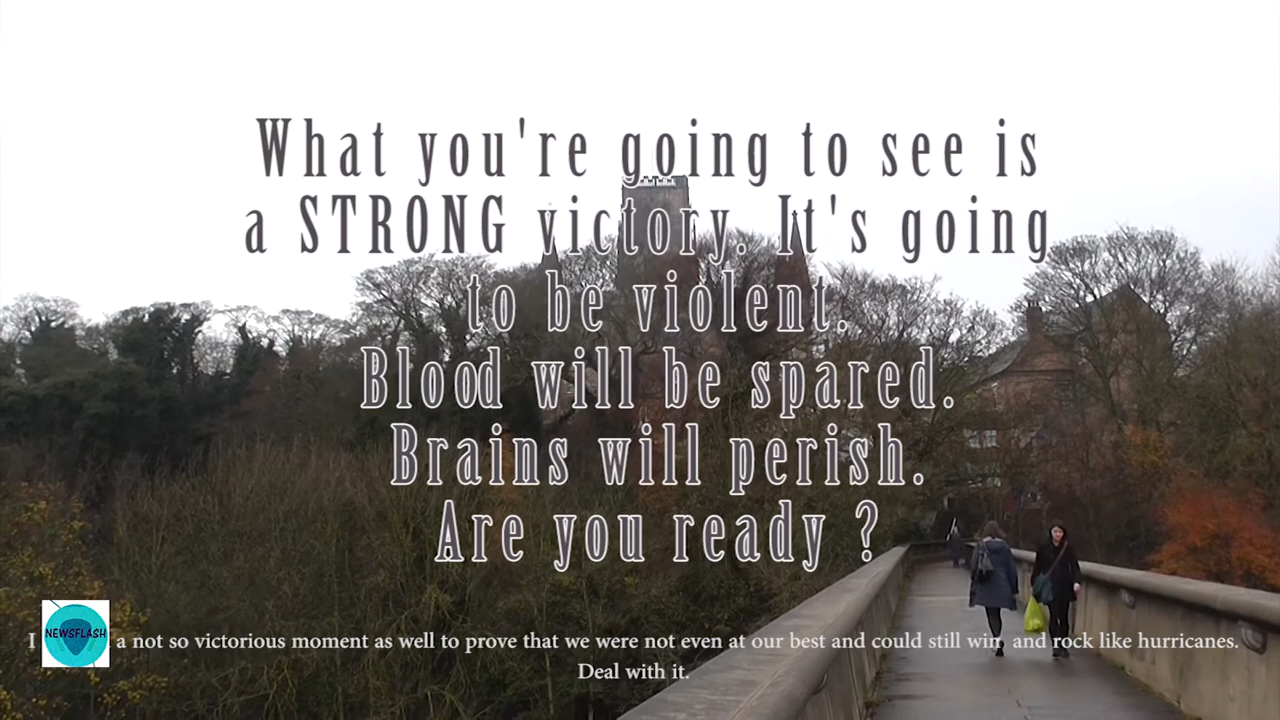 What you're going to see is
a STRONG victory. It's going
to be violent.
Blood will be spared.
Brains will perish.
Are you ready ?
NEWSFLASH
I a not so victorious moment as well to prove that we were not even at our best and could still win and rock like hurricanes.
Deal with it.